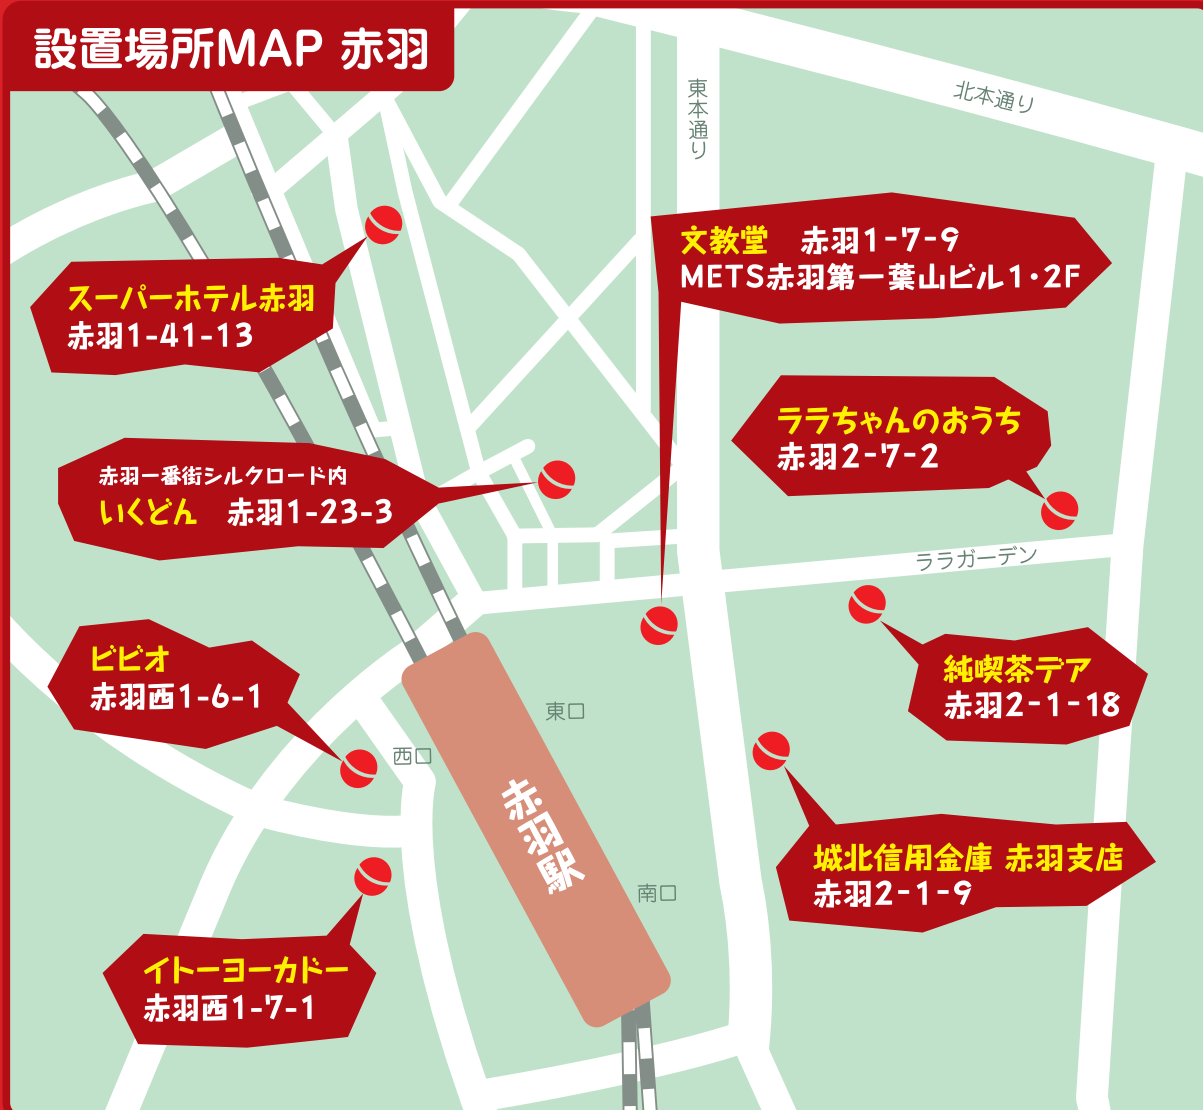 設置場所MAP 赤羽
東本通り
北本通り
文教堂 赤羽1-7-9
METS赤羽第一葉山ビル1・2F
スーパーホテル赤羽
赤羽1-41-13
ララちゃんのおうち
赤羽2-7-2
赤羽一番街シルクロード内
いくどん 赤羽1-23-3
ララガーデン
ビビオ
赤羽西1-6-1
純喫茶デア
赤羽2-1-18
東口
西口
赤羽駅
城北信用金庫 赤羽支店
赤羽2-1-9
南口
イトーヨーカドー
赤羽西1-7-1